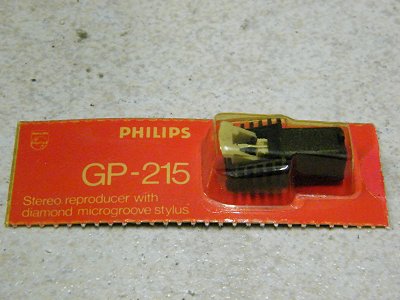 PHILIPS
GP-215
Stereo reproducer with
diamond microgroove stylus